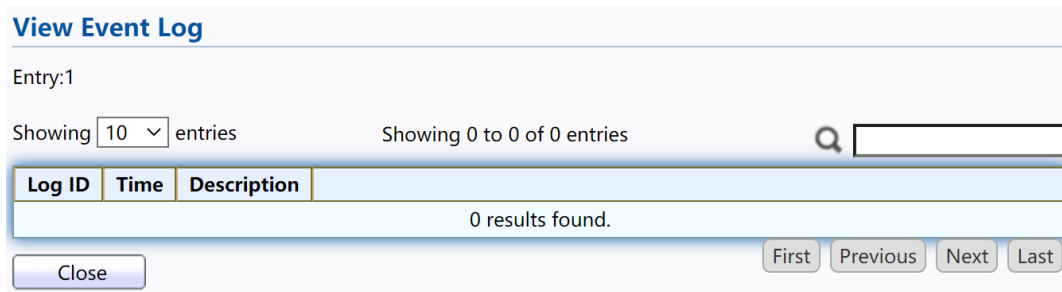 View Event Log
Entry:1
Showing 10 entries Showing 0 to 0 of 0 entries
Log ID Time Description
0 results found.
First Previous Next Last
Close